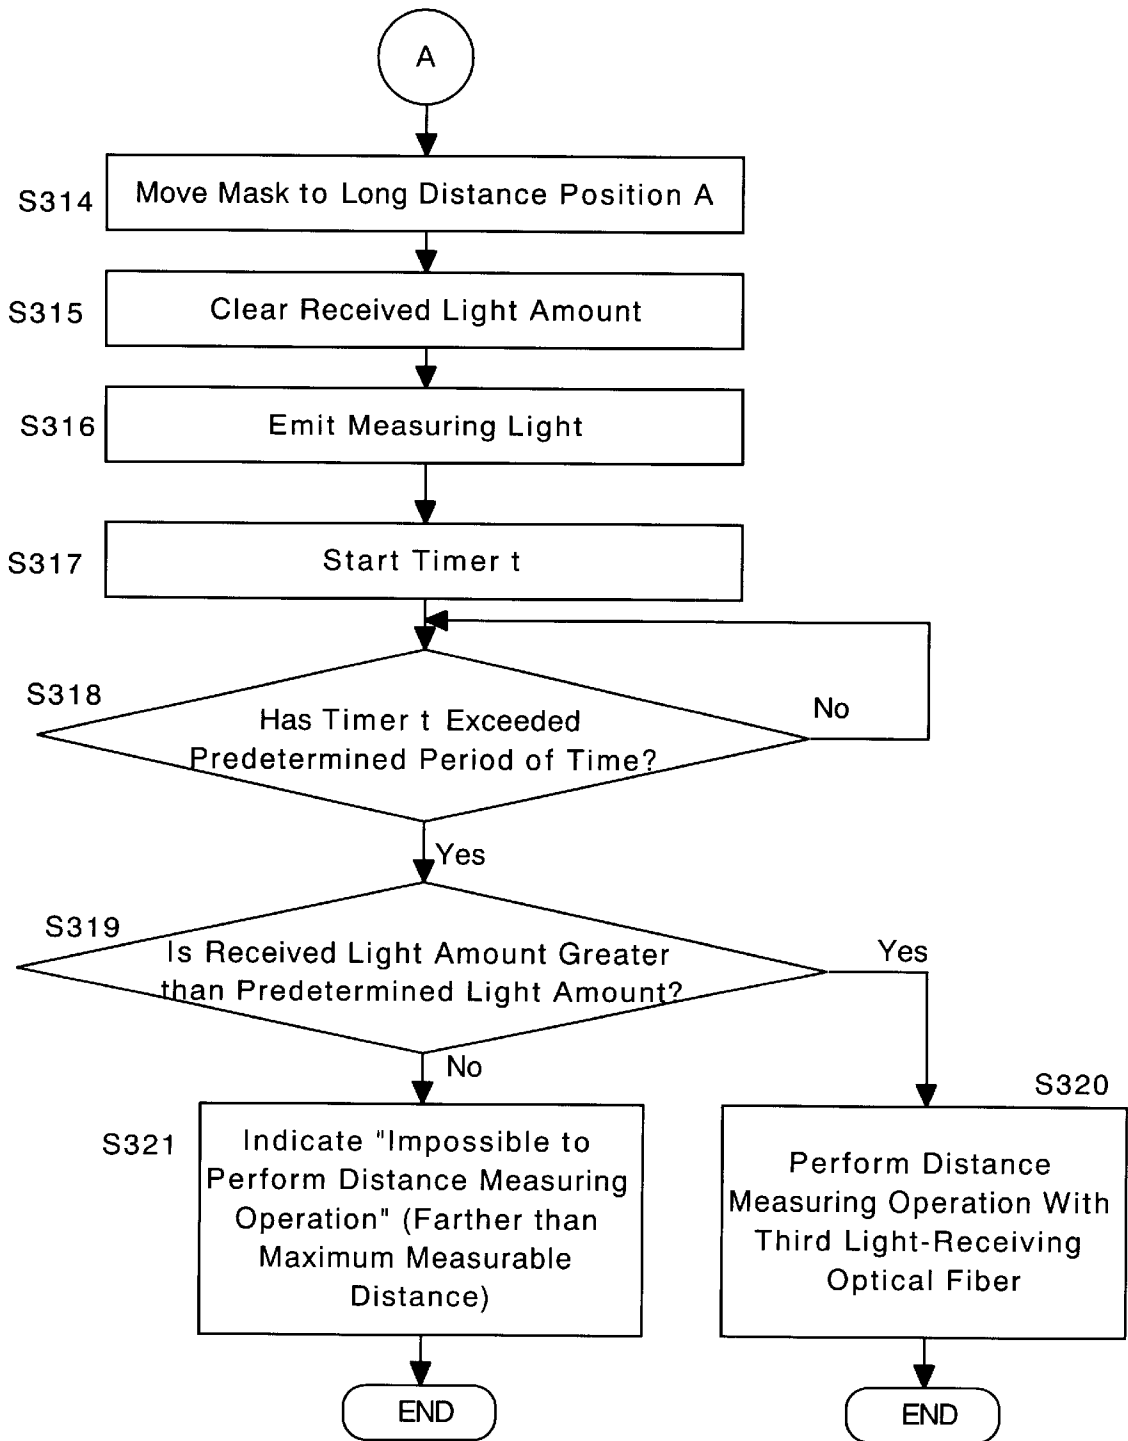 A
S314
Move Mask to Long Distance Position A
S315
Clear Received Light Amount
S316
Emit Measuring Light
S317
Start Timer t
S318
Has Timer t Exceeded
Predetermined Period of Time?
No
Yes
S319
Is Received Light Amount Greater
than Predetermined Light Amount?
Yes
No
S321
Indicate "Impossible to
Perform Distance Measuring
Operation" (Farther than
Maximum Measurable
Distance)
S320
Perform Distance
Measuring Operation With
Third Light-Receiving
Optical Fiber
END
END